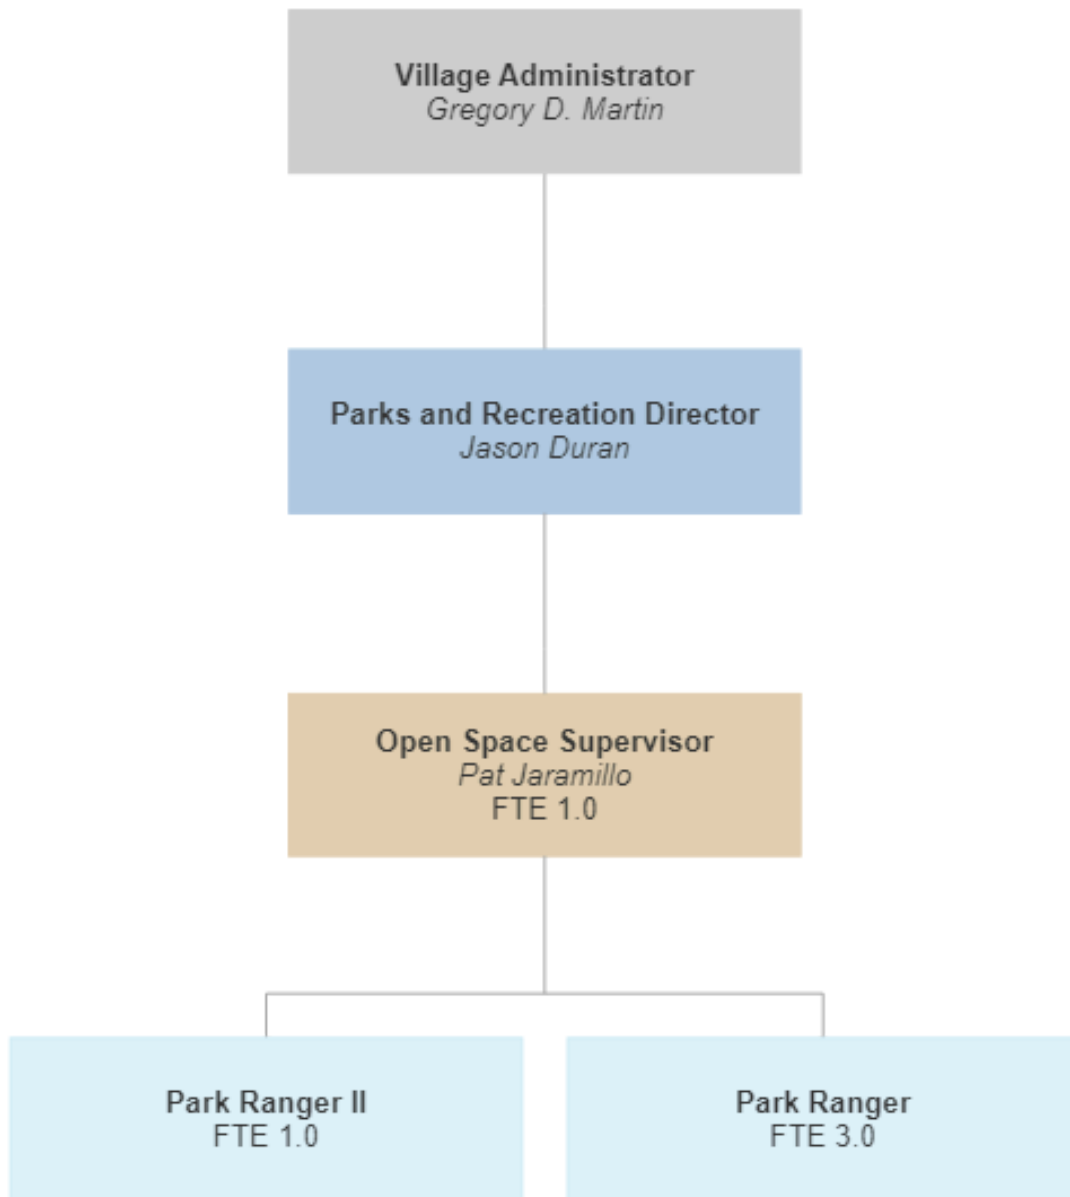 Village Administrator
Gregory D. Martin
Parks and Recreation Director
Jason Duran
Open Space Supervisor
Pat Jaramillo
FTE 1.0
Park Ranger II
FTE 1.0
Park Ranger
FTE 3.0